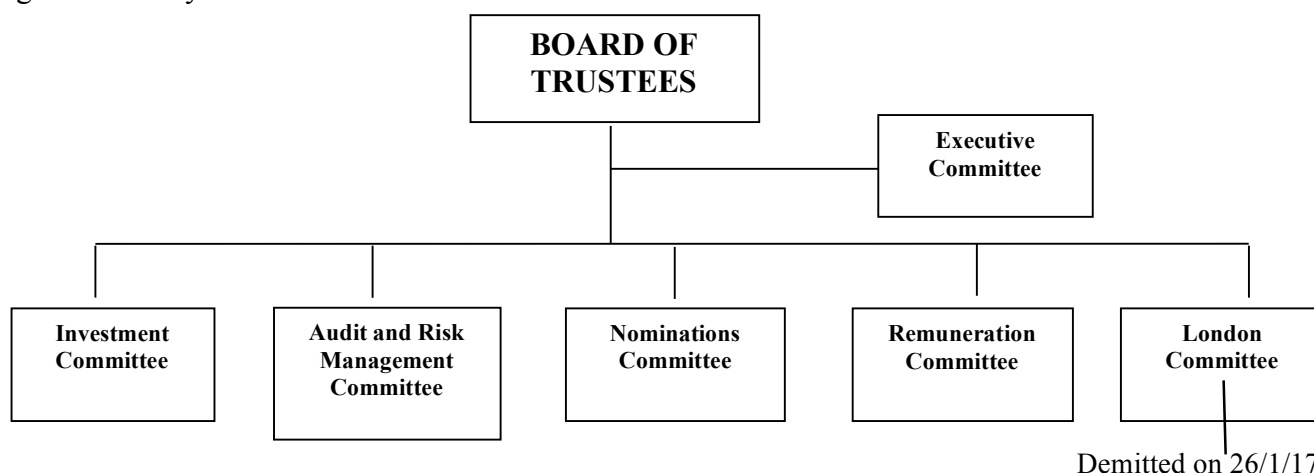 BOARD OF
TRUSTEES
Executive
Committee
Investment
Committee
Audit and Risk
Management
Committee
Nominations
Committee
Remuneration
Committee
London
Committee
Demitted on 26/1/17